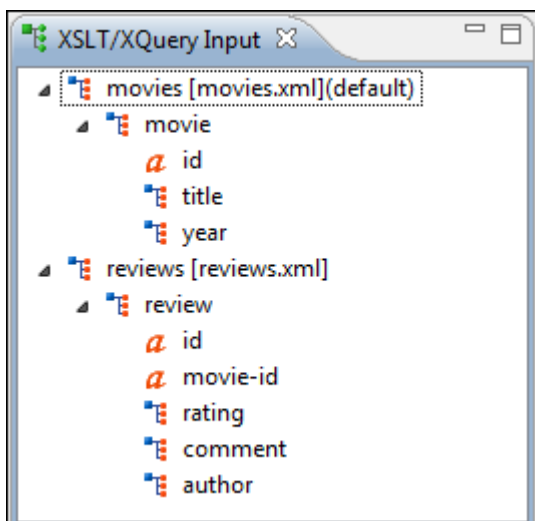 XSLT/XQuery Input
movies [movies.xml](default)
movie
a id
title
year
reviews [reviews.xml]
review
a id
a movie-id
rating
comment
author